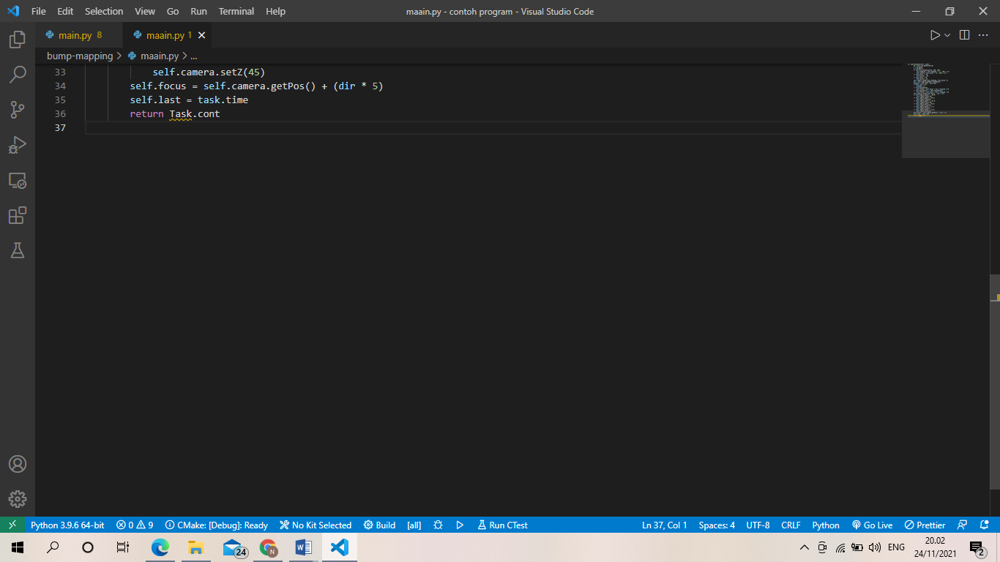 File Edit Selection View Go Run Terminal Help
maain.py - contoh program - Visual Studio Code
main.py 8
maain.py 1
bump-mapping > maain.py > ...
33 self.camera.setZ(45)
34 self.focus = self.camera.getPos() + (dir * 5)
35 self.last = task.time
36 return Task.cont
37
Python 3.9.6 64-bit 0 9 CMake: [Debug]: Ready No Kit Selected Build [all] Run CTest Ln 37, Col 1 Spaces: 4 UTF-8 CRLF Python Go Live Prettier
24
N
W
ENG
20.02
24/11/2021
2